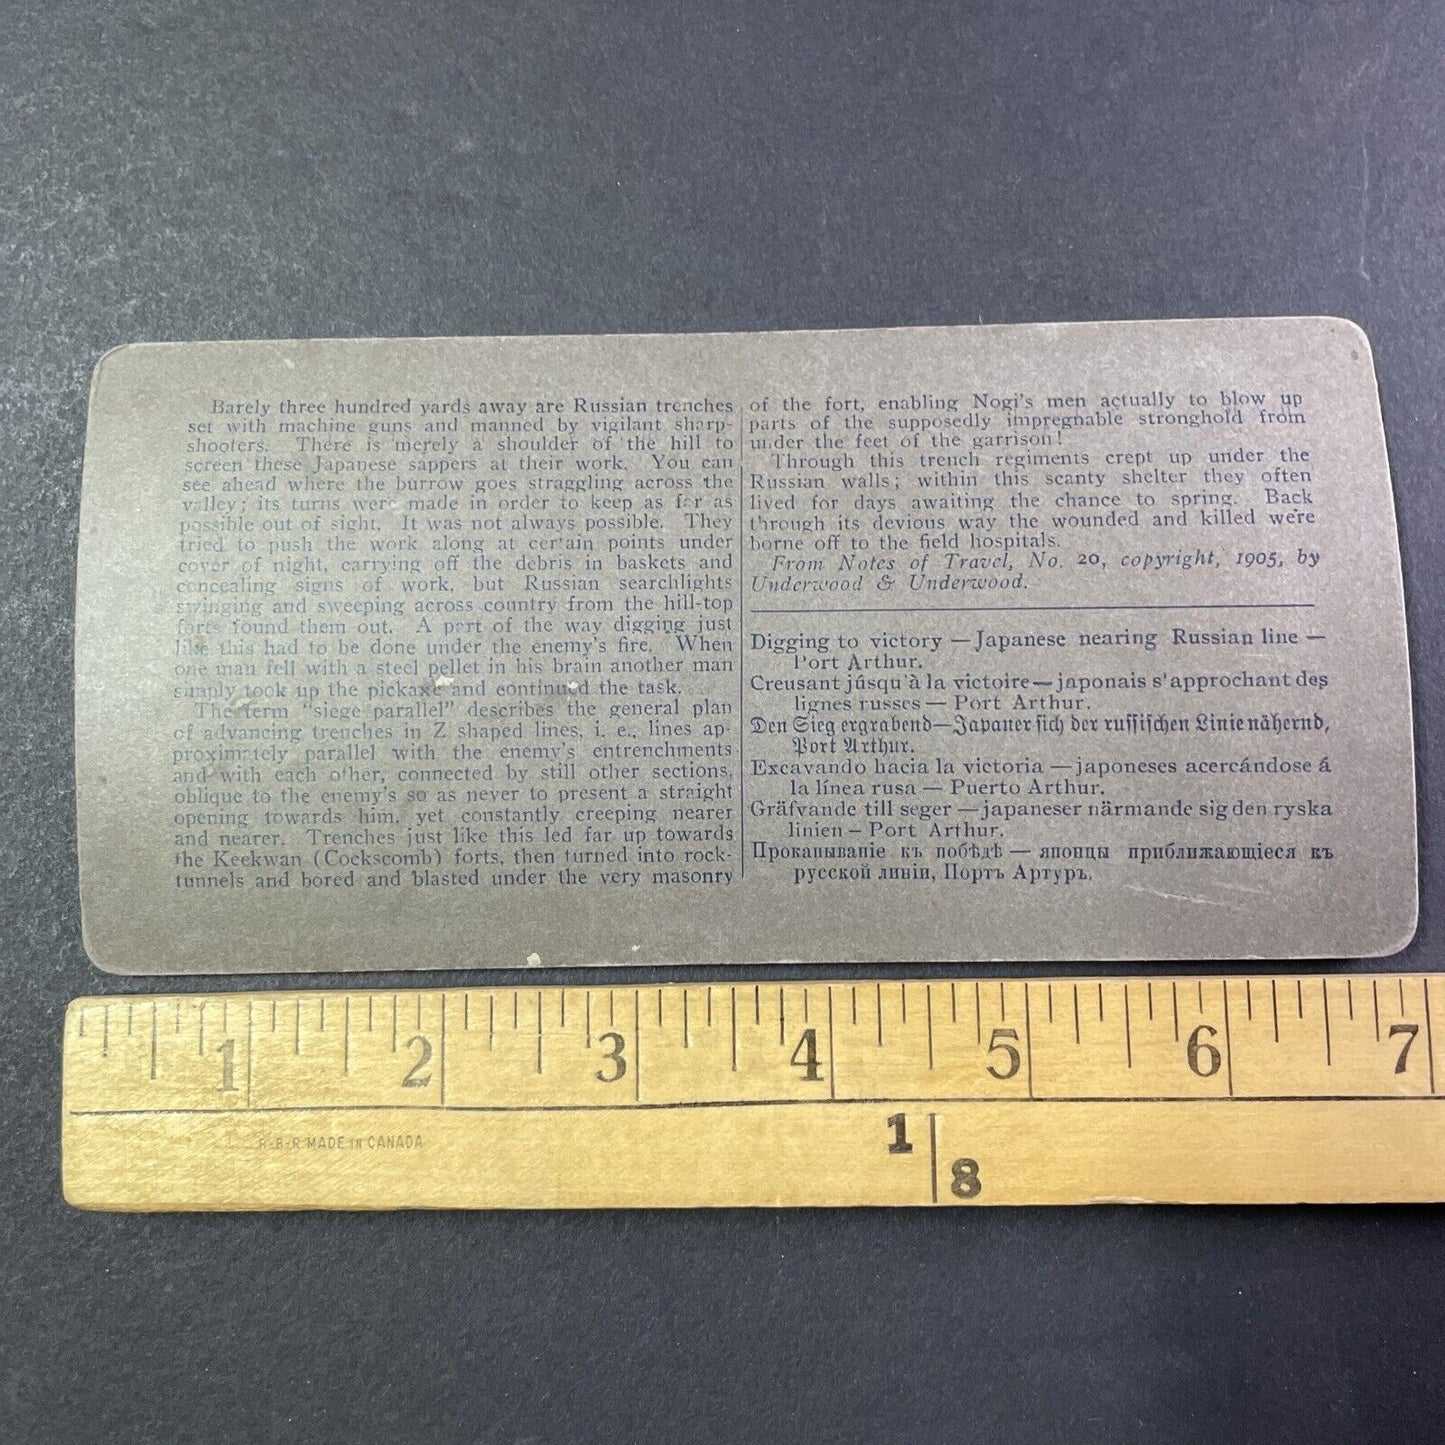 Barely three hundred yards away are Russian trenches
set with machine guns and manned by vigilant sharp-
shooters. There is merely a shoulder of the hill to
screen these Japanese sappers at their work. You can
see ahead where the burrow goes straggling across the
valley; its turns were made in order to keep as far as
possible out of sight. It was not always possible. They
tried to push the work along at certain points under
cover of night, carrying off the debris in baskets and
concealing signs of work, but Russian searchlights
swinging and sweeping across country from the hill-top
forts found them out. A part of the way digging just
like this had to be done under the enemy's fire. When
one man fell with a steel pellet in his brain another man
simply took up the pickaxe and continued the task.
The term "siege parallel" describes the general plan
of advancing trenches in Z shaped lines, i. e., lines ap-
proximately parallel with the enemy's entrenchments
and with each other, connected by still other sections,
oblique to the enemy's so as never to present a straight
opening towards him, yet constantly creeping nearer
and nearer. Trenches just like this led far up towards
the Keekwan (Cockscomb) forts, then turned into rock-
tunnels and bored and blasted under the very masonry
of the fort, enabling Nogi's men actually to blow up
parts of the supposedly impregnable stronghold from
under the feet of the garrison!
Through this trench regiments crept up under the
Russian walls; within this scanty shelter they often
lived for days awaiting the chance to spring. Back
through its devious way the wounded and killed were
borne off to the field hospitals.
From Notes of Travel, No. 20, copyright, 1905, by
Underwood & Underwood.
Digging to victory — Japanese nearing Russian line —
Port Arthur.
Creusant júsqu'à la victoire — japonais s'approchant des
lignes russes — Port Arthur.
Den Sieg ergrabend—Japaner sich der russischen Linie nähernd,
Port Arthur.
Excavando hacia la victoria — japoneses acercándose á
la línea rusa — Puerto Arthur.
Gräfvande till seger — japaneser närmande sig den ryska
linien — Port Arthur.
Прокапываніе къ побѣдѣ — японцы приближающіеся къ
русской линіи, Портъ Артуръ.
1 2 3 4 5 6 7
R·B·R MADE IN CANADA
1
8